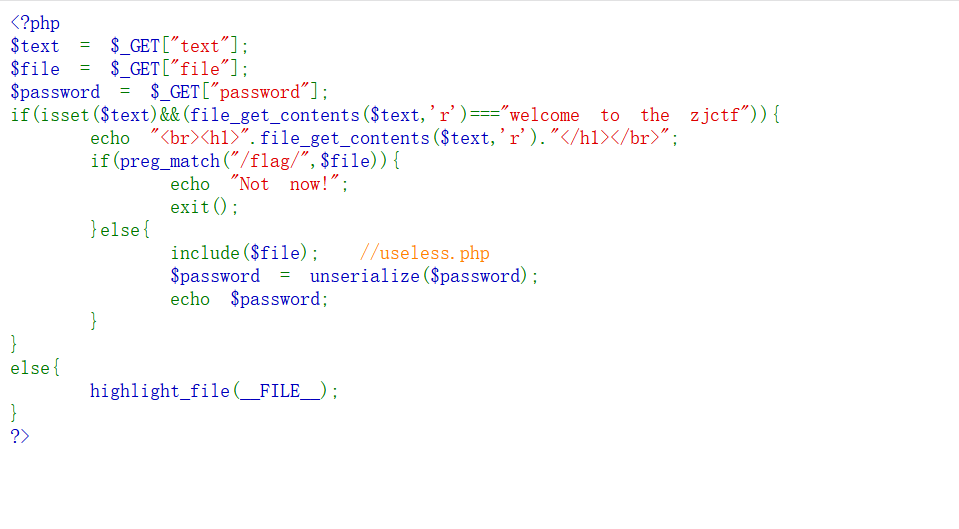 <?php
$text = $_GET["text"];
$file = $_GET["file"];
$password = $_GET["password"];
if(isset($text)&&(file_get_contents($text,'r')==="welcome to the zjctf")){
echo "<br><h1>".file_get_contents($text,'r')."</h1></br>";
if(preg_match("/flag/",$file)){
echo "Not now!";
exit();
}else{
include($file); //useless.php
$password = unserialize($password);
echo $password;
}
}
else{
highlight_file(__FILE__);
}
?>